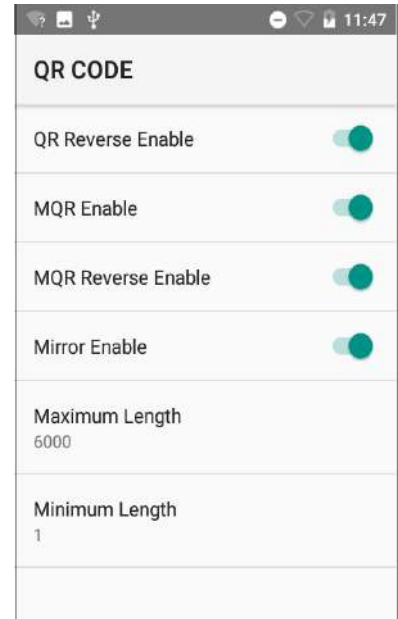 11:47
QR CODE
QR Reverse Enable
MQR Enable
MQR Reverse Enable
Mirror Enable
Maximum Length
6000
Minimum Length
1